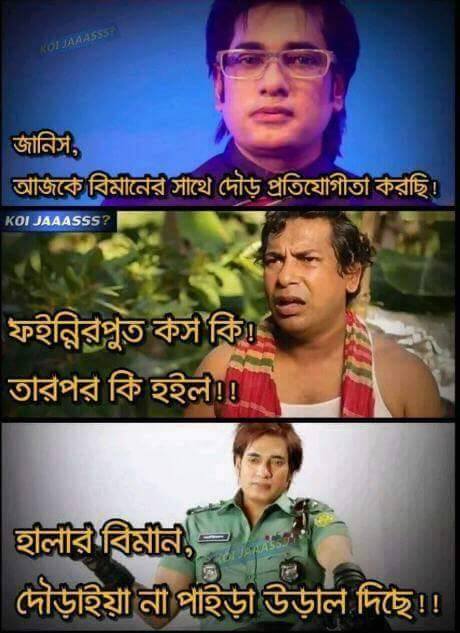 KOI JAAASSS?
জানিস,
আজকে বিমানের সাথে দৌড় প্রতিযোগীতা করছি!
KOI JAAASSS?
ফইন্নিরপুত কস কি!
তারপর কি হইল!!
হালার বিমান,
KOI JAAASSS?
দৌড়াইয়া না পাইড়া উড়াল দিছে!!